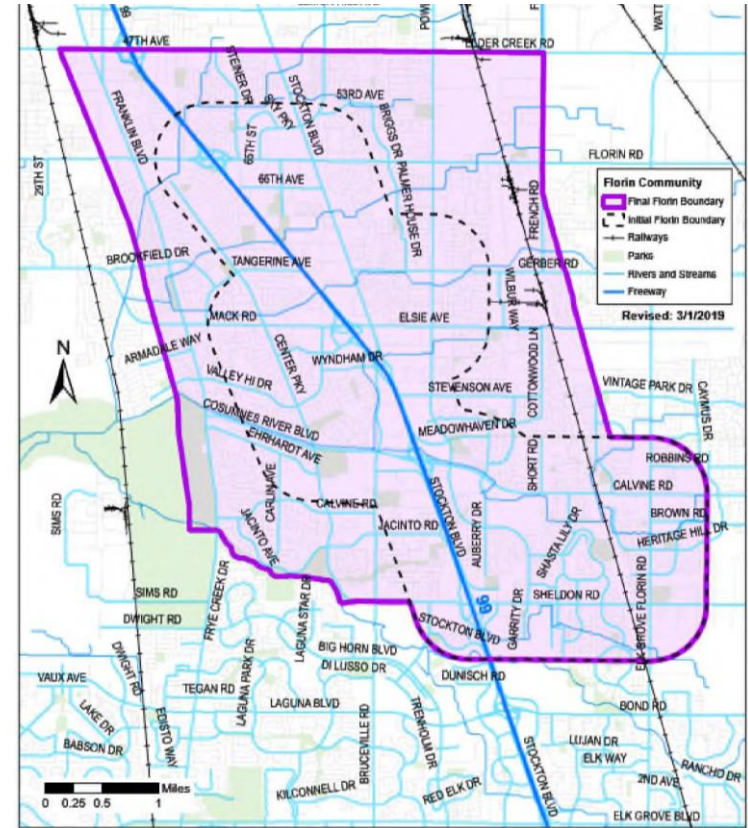 99
47TH AVE
ELDER CREEK RD
WATT
STEINER DR
SKY PKY
STOCKTON BLVD
53RD AVE
FRANKLIN BLVD
65TH ST
BRIGGS DR
PALMER HOUSE DR
66TH AVE
FLORIN RD
29TH ST
FRENCH RD
Florin Community
Final Florin Boundary
Initial Florin Boundary
Railways
Parks
Rivers and Streams
Freeway
Revised: 3/1/2019
BROOKFIELD DR
TANGERINE AVE
GERBER RD
WILBUR WAY
MACK RD
ELSIE AVE
ARMADALE WAY
CENTER PKY
WYNDHAM DR
COTTONWOOD LN
N
VALLEY HI DR
STEVENSON AVE
VINTAGE PARK DR
CAYMUS DR
COSUMNES RIVER BLVD
MEADOWHAVEN DR
EHRHARDT AVE
SHORT RD
ROBBINS RD
CARLIN AVE
CALVINE RD
CALVINE RD
SIMS RD
JACINTO AVE
JACINTO RD
STOCKTON BLVD
AUBERRY DR
SHASTA LILY DR
BROWN RD
HERITAGE HILL DR
SIMS RD
FRYE CREEK DR
LAGUNA STAR DR
99
GARRITY DR
SHELDON RD
ELK GROVE FLORIN RD
DWIGHT RD
STOCKTON BLVD
DWIGHT RD
BIG HORN BLVD
DI LUSSO DR
DUNISCH RD
VAUX AVE
TEGAN RD
LAGUNA PARK DR
LAGUNA BLVD
BOND RD
LAKE DR
EDISTO WAY
BRUCEVILLE RD
TRENHOLM DR
STOCKTON BLVD
LUJAN DR
BABSON DR
ELK WAY
RANCHO DR
2ND AVE
0 0.25 0.5 1 Miles
KILCONNELL DR
RED ELK DR
ELK GROVE BLVD